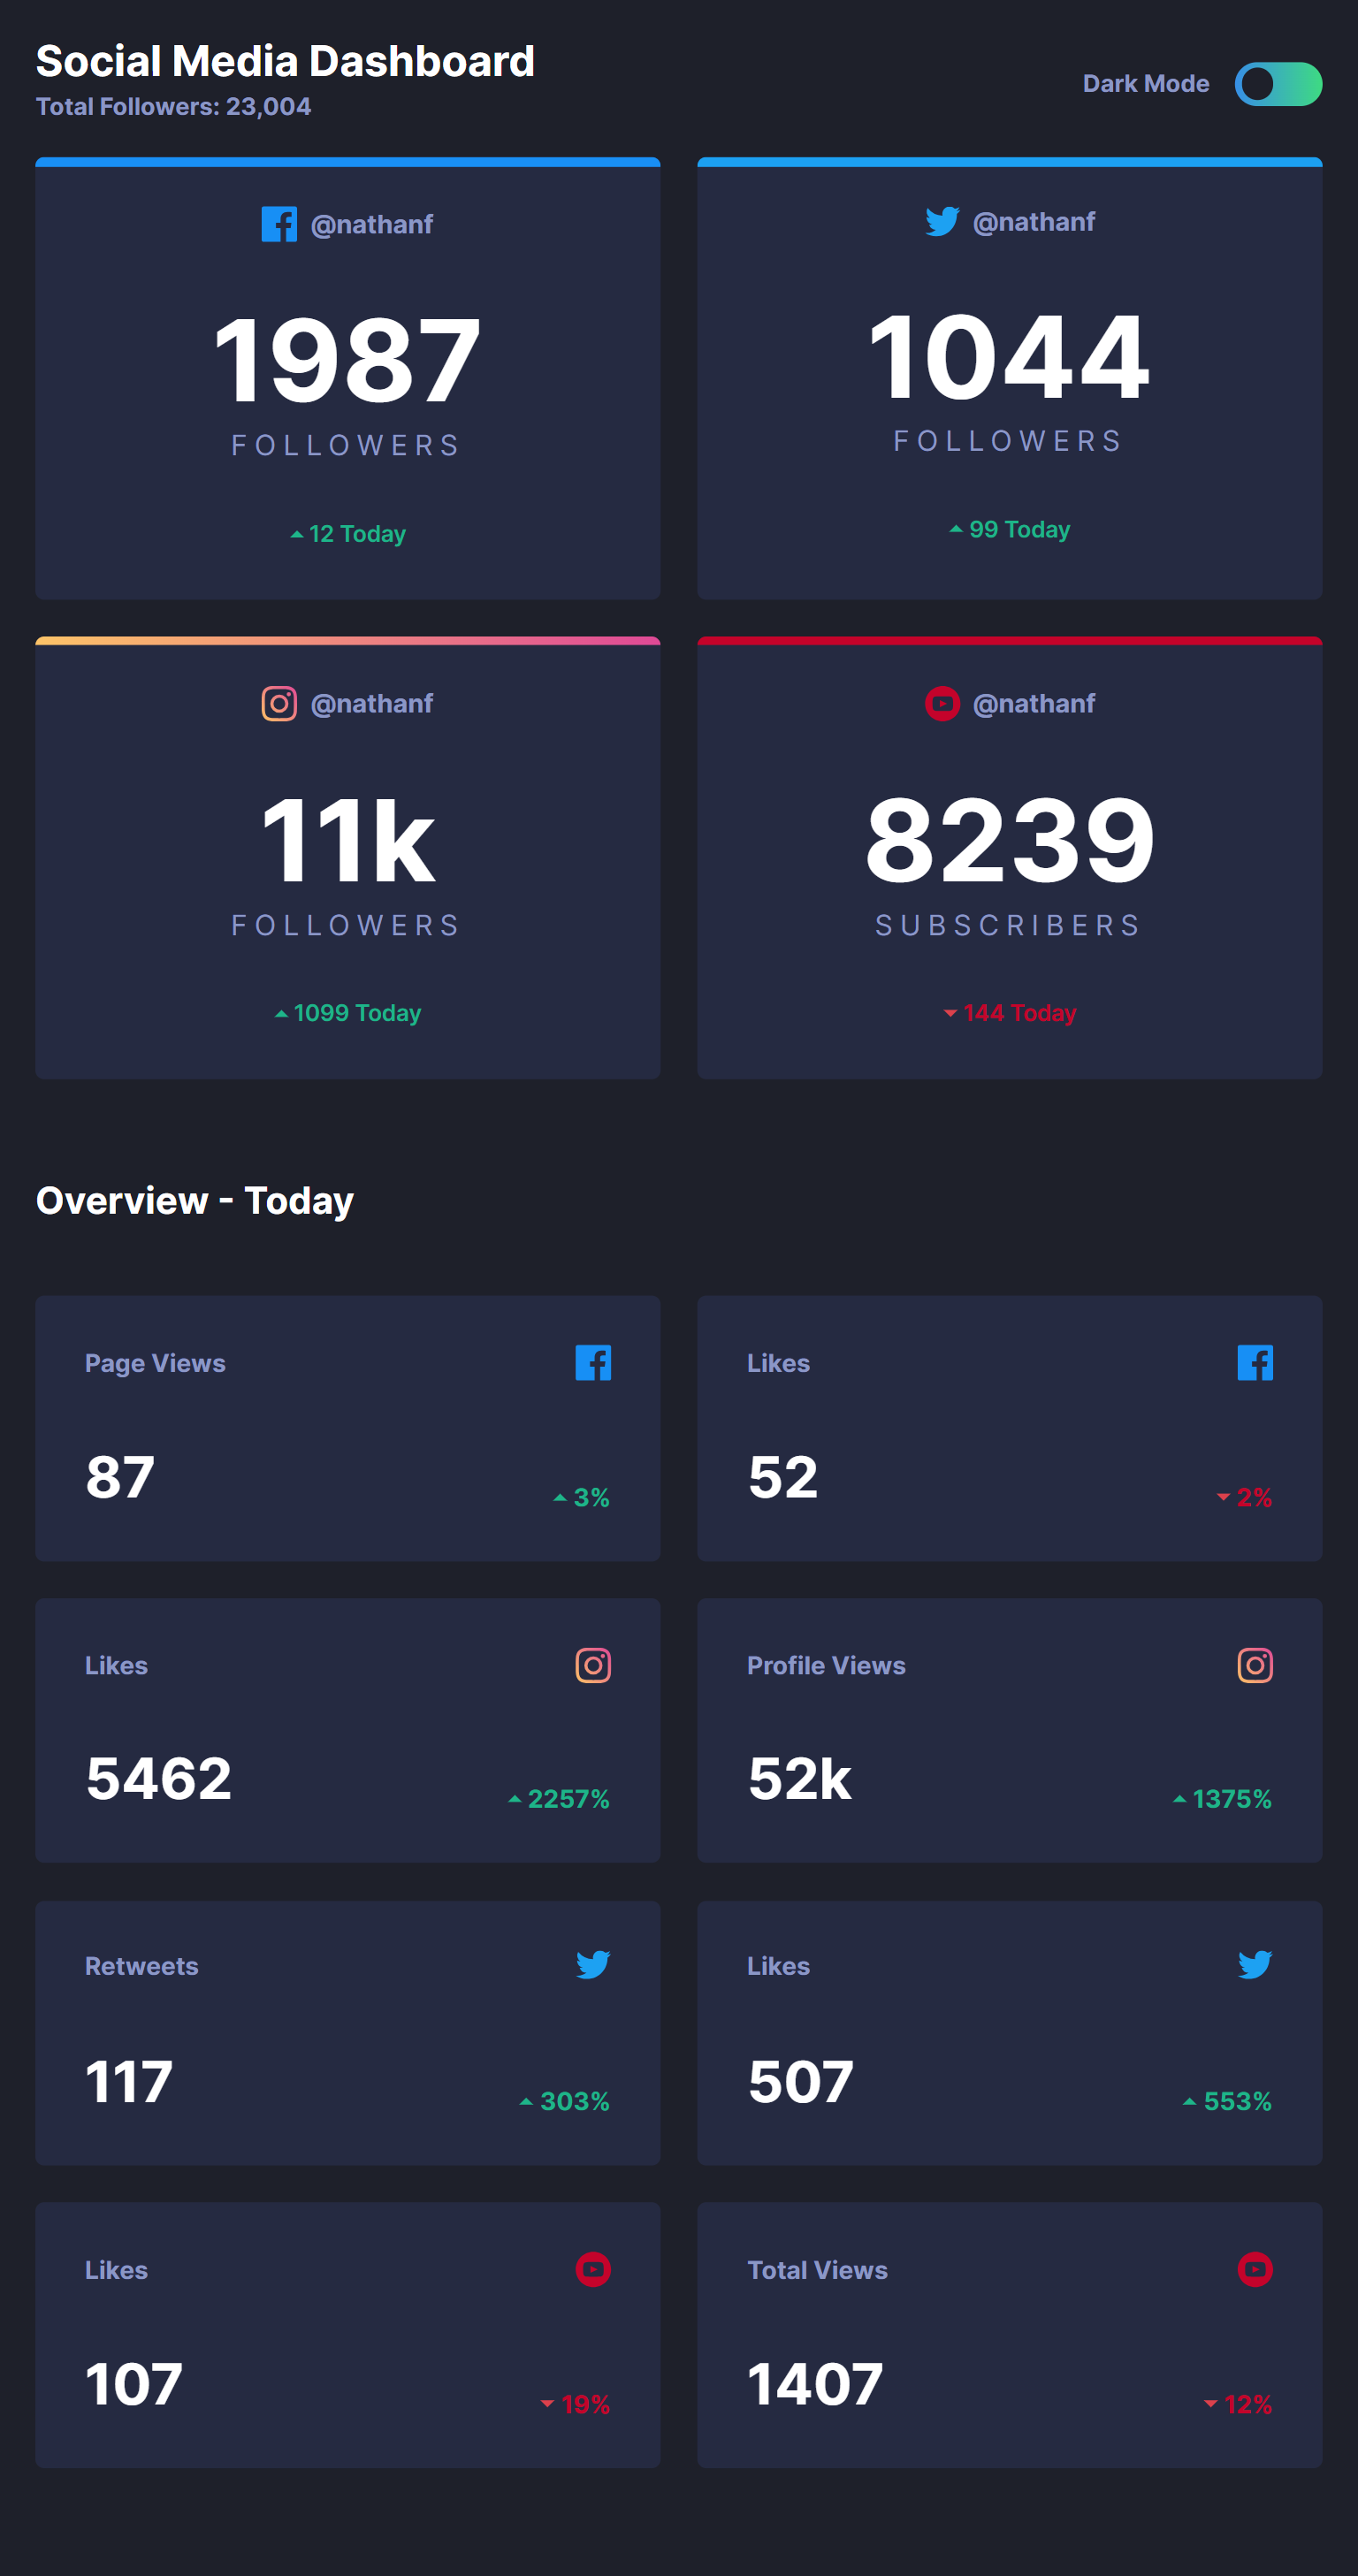 Social Media Dashboard
Total Followers: 23,004
Dark Mode
@nathanf
1987
FOLLOWERS
12 Today
@nathanf
1044
FOLLOWERS
99 Today
@nathanf
11k
FOLLOWERS
1099 Today
@nathanf
8239
SUBSCRIBERS
144 Today
Overview - Today
Page Views
87
3%
Likes
52
2%
Likes
5462
2257%
Profile Views
52k
1375%
Retweets
117
303%
Likes
507
553%
Likes
107
19%
Total Views
1407
12%